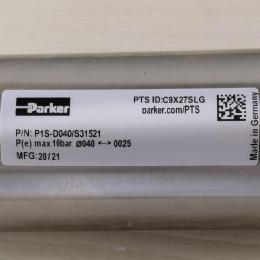 Parker
PTS ID:C9X27SLG
parker.com/PTS
P/N: P1S-D040/S31521
P(e) max 10bar ø040 <--> 0025
MFG: 20/21
Made in Germany